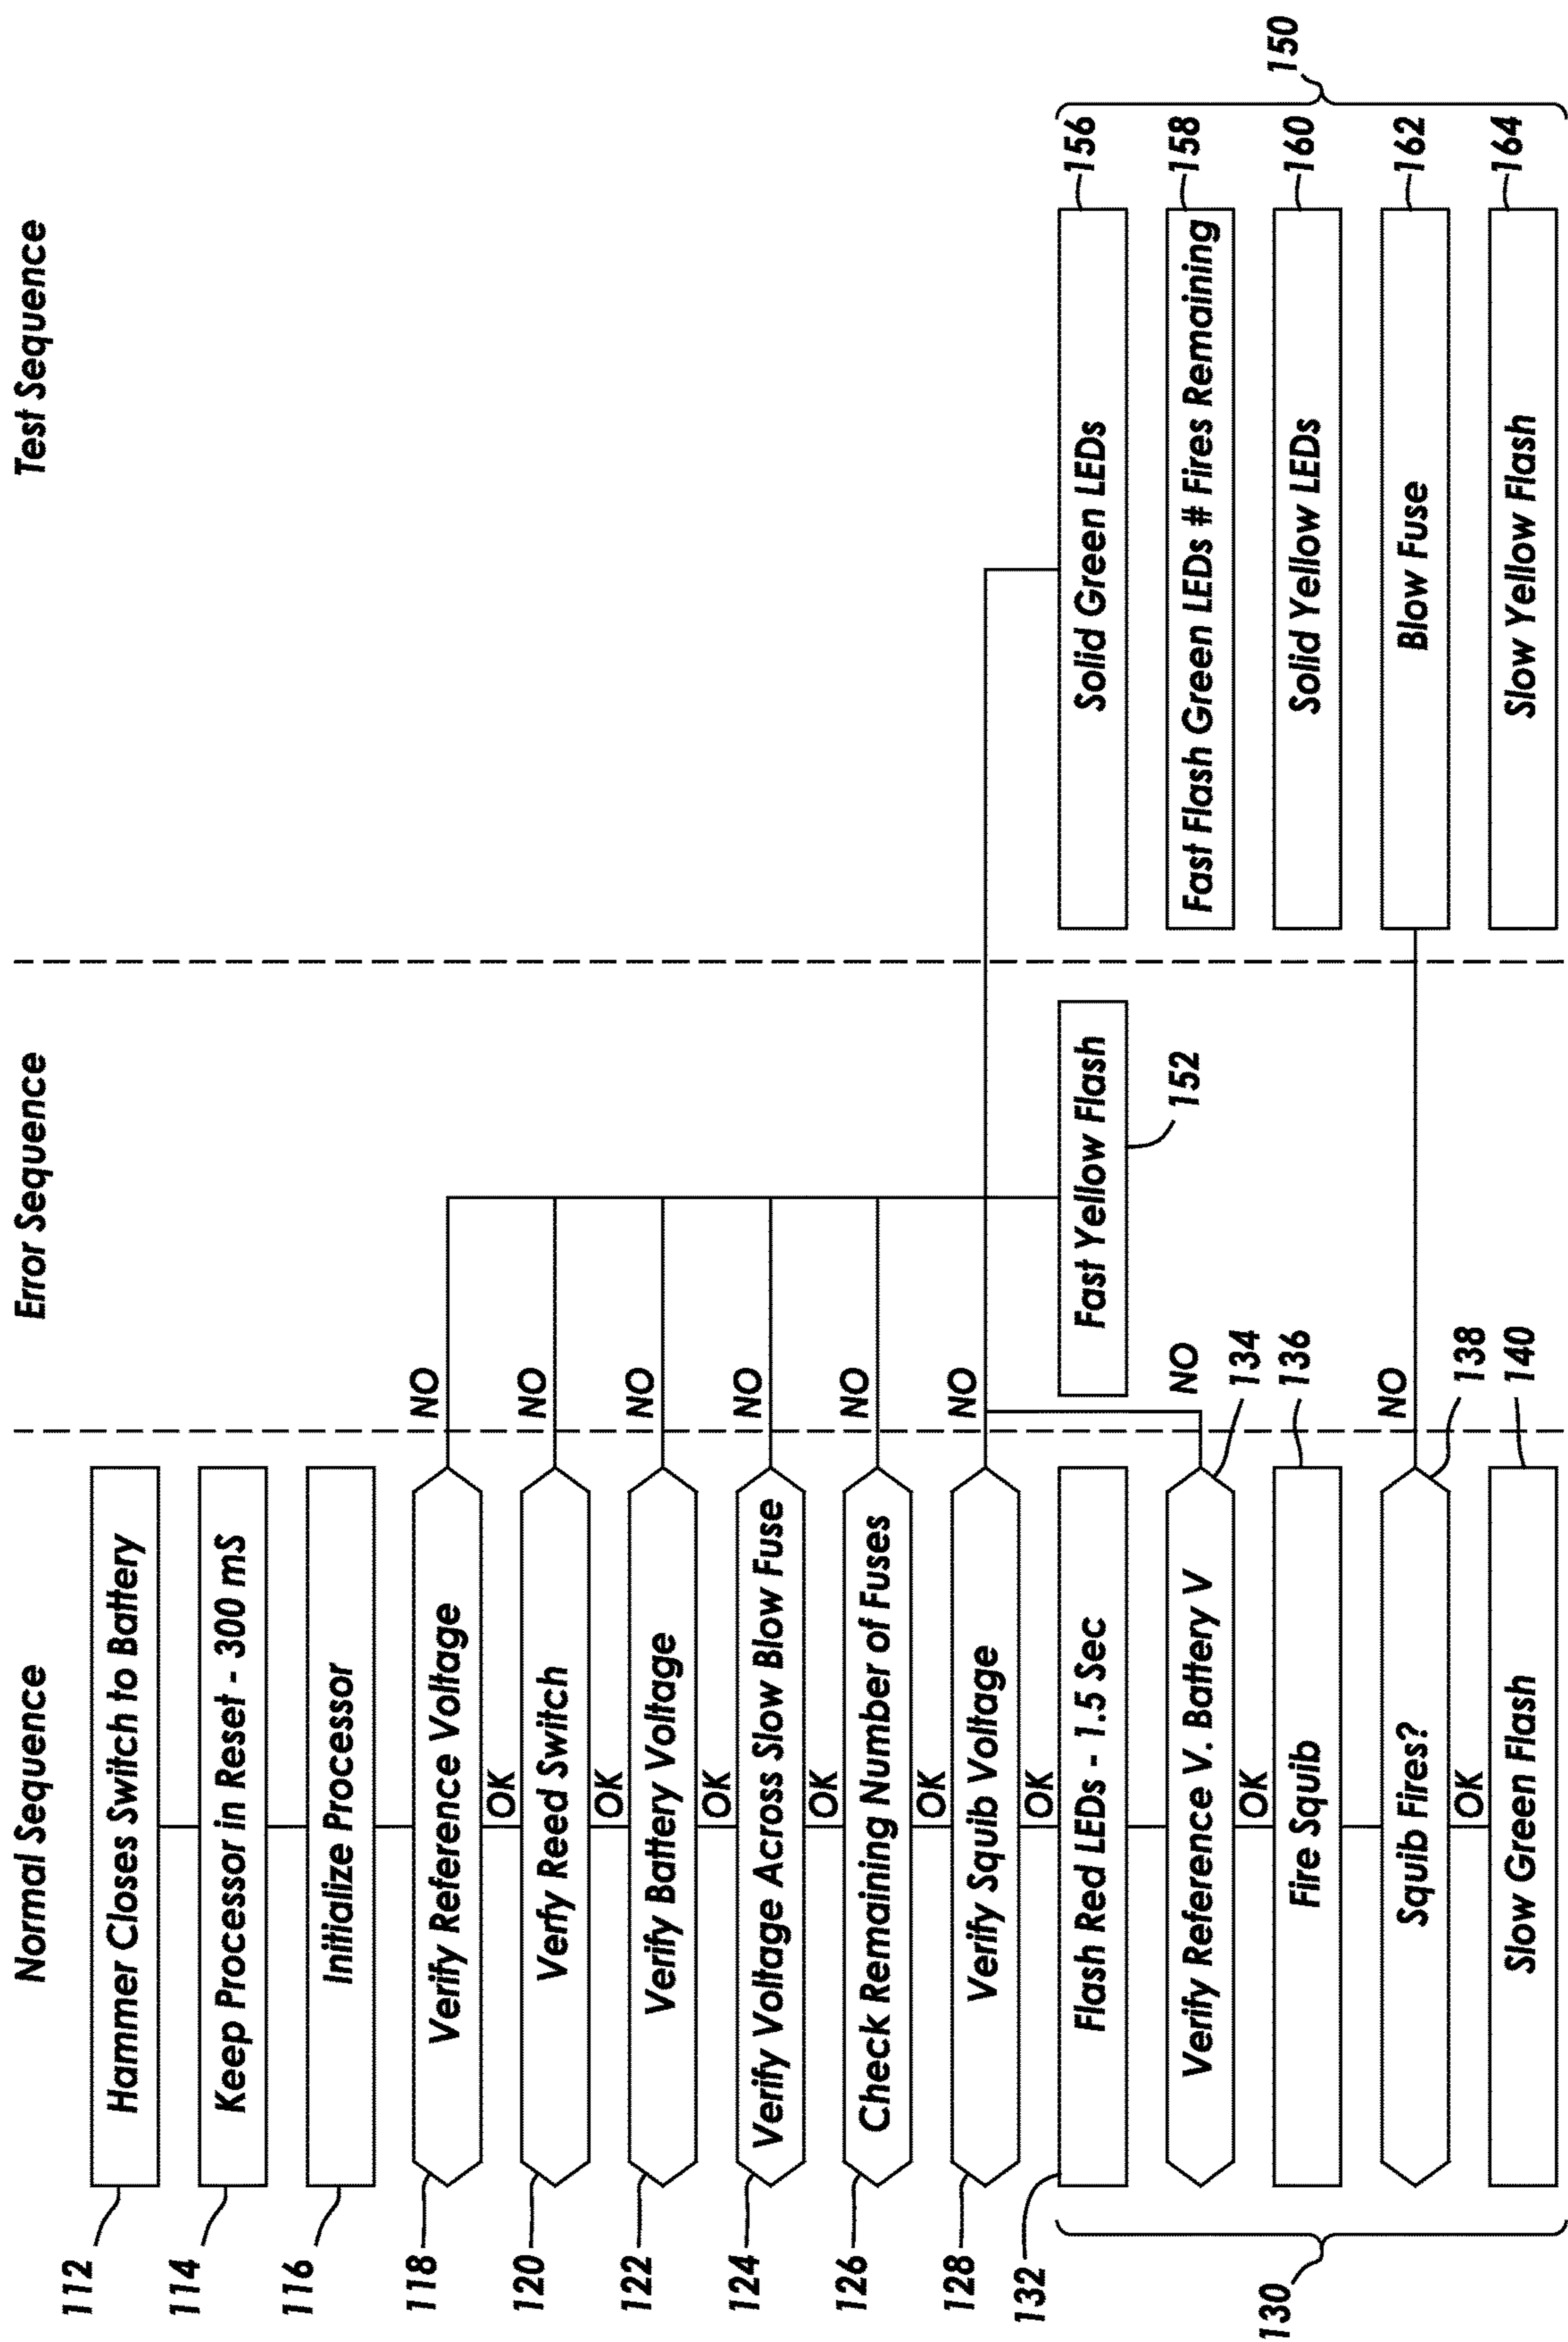 Normal Sequence
Error Sequence
Test Sequence
112
Hammer Closes Switch to Battery
114
Keep Processor in Reset - 300 mS
116
Initialize Processor
118
Verify Reference Voltage
NO
OK
120
Verfy Reed Switch
NO
OK
122
Verify Battery Voltage
NO
OK
124
Verify Voltage Across Slow Blow Fuse
NO
OK
126
Check Remaining Number of Fuses
NO
OK
128
Verify Squib Voltage
NO
OK
132
Flash Red LEDs - 1.5 Sec
Fast Yellow Flash
152
Solid Green LEDs
156
Verify Reference V. Battery V
NO
134
Fast Flash Green LEDs # Fires Remaining
158
OK
130
Fire Squib
136
Solid Yellow LEDs
160
150
Squib Fires?
NO
138
Blow Fuse
162
OK
Slow Green Flash
140
Slow Yellow Flash
164